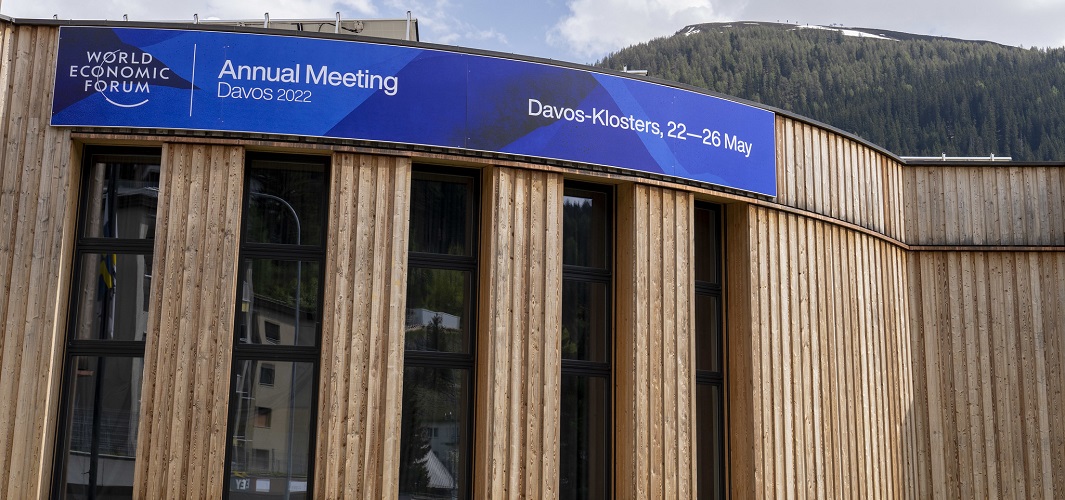 WORLD
ECONOMIC
FORUM
Annual Meeting
Davos 2022
Davos-Klosters, 22—26 May